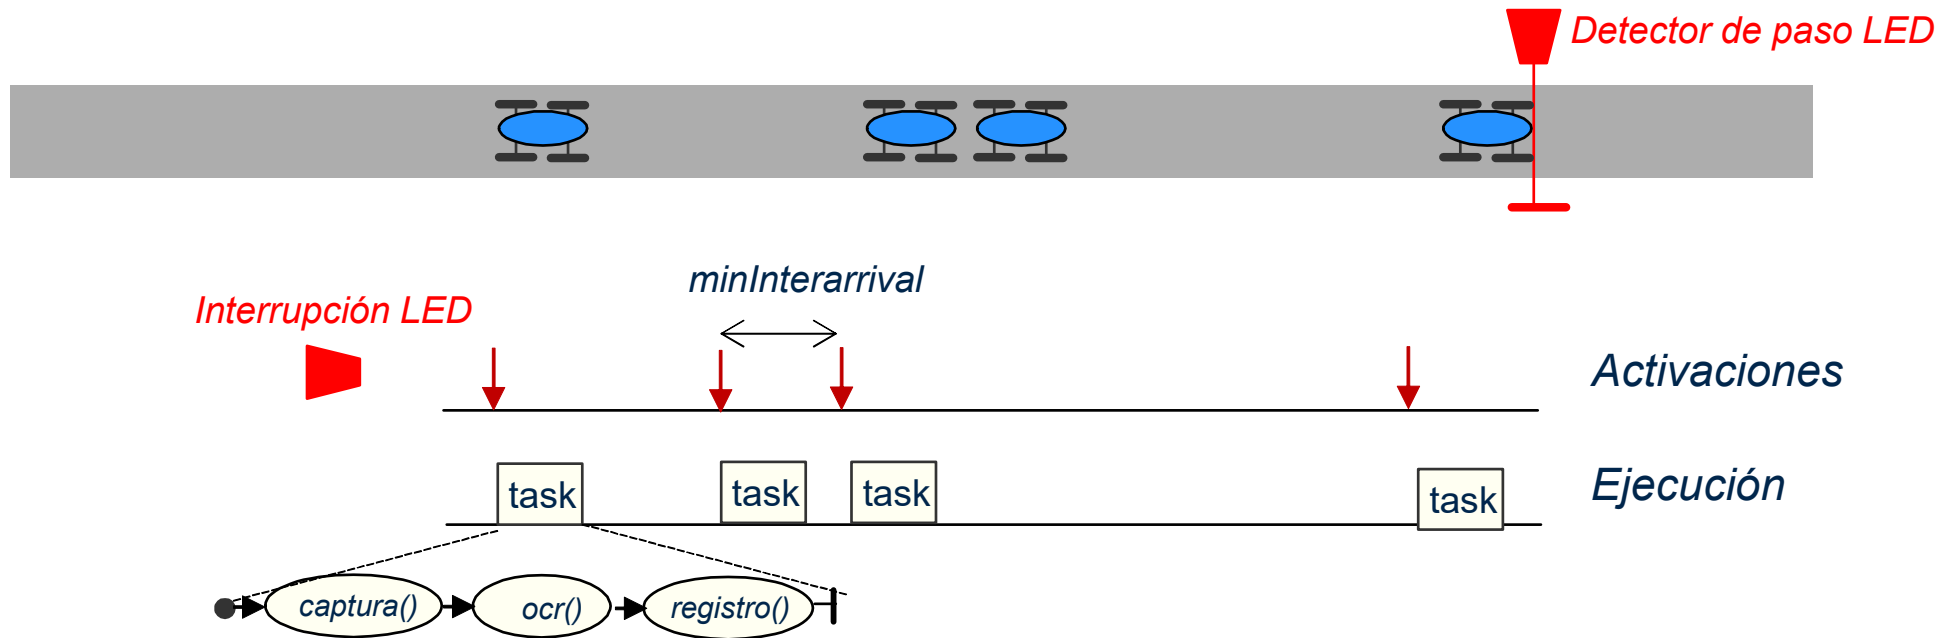 Detector de paso LED
minInterarrival
Interrupción LED
Activaciones
task
task
task
task
Ejecución
captura()
ocr()
registro()